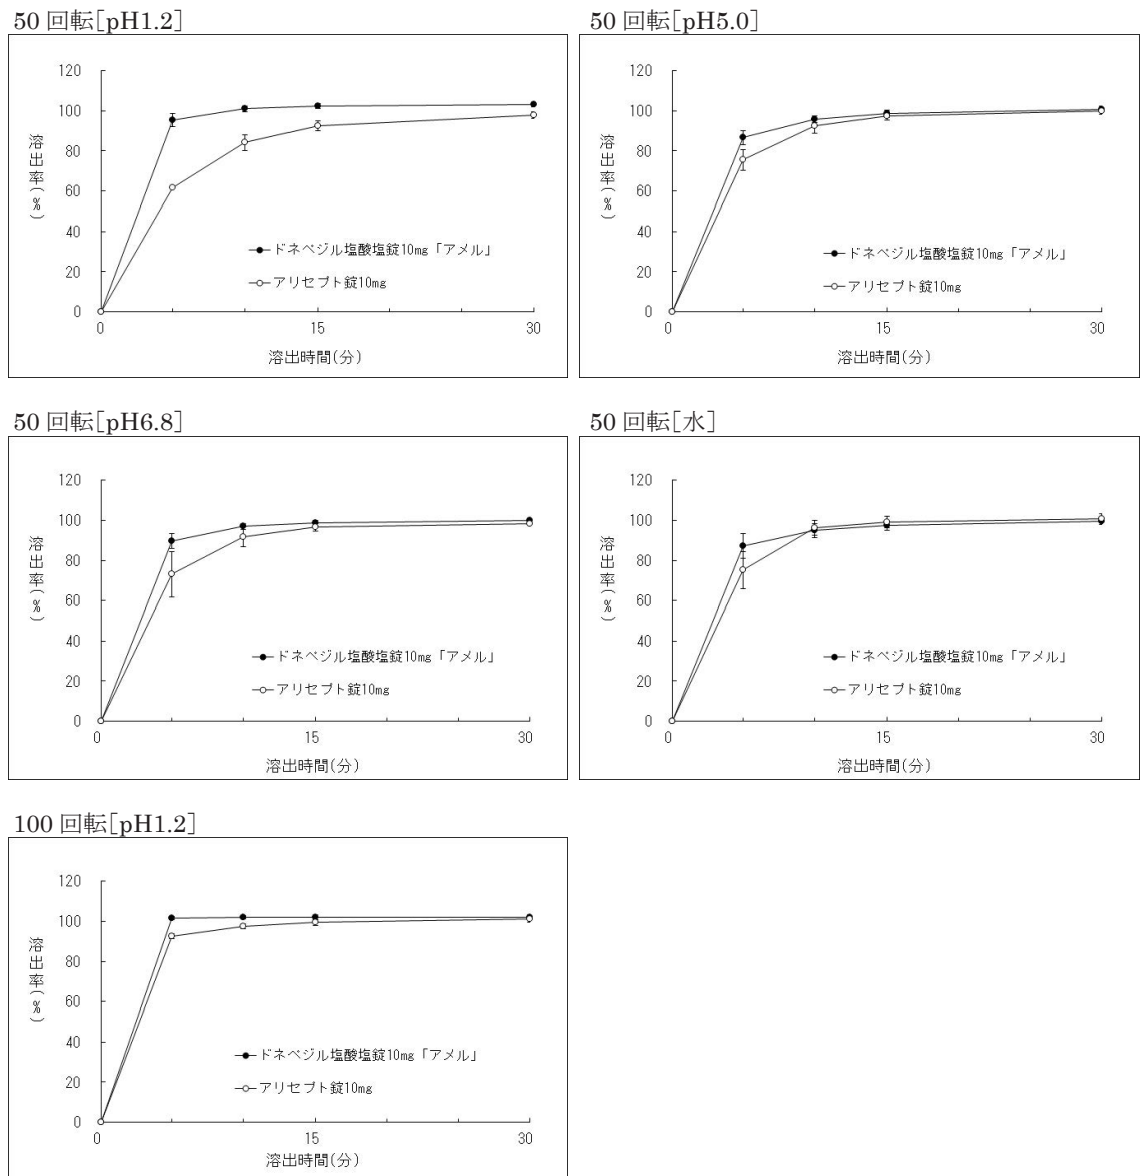 50 回転[pH1.2]
120
100
80
60
40
20
0
溶出率(%)
ドネペジル塩酸塩錠10mg「アメル」
アリセプト錠10mg
0
15
30
溶出時間(分)
50 回転[pH5.0]
120
100
80
60
40
20
0
溶出率(%)
ドネペジル塩酸塩錠10mg「アメル」
アリセプト錠10mg
0
15
30
溶出時間(分)
50 回転[pH6.8]
120
100
80
60
40
20
0
溶出率(%)
ドネペジル塩酸塩錠10mg「アメル」
アリセプト錠10mg
0
15
30
溶出時間(分)
50 回転[水]
120
100
80
60
40
20
0
溶出率(%)
ドネペジル塩酸塩錠10mg「アメル」
アリセプト錠10mg
0
15
30
溶出時間(分)
100 回転[pH1.2]
120
100
80
60
40
20
0
溶出率(%)
ドネペジル塩酸塩錠10mg「アメル」
アリセプト錠10mg
0
15
30
溶出時間(分)